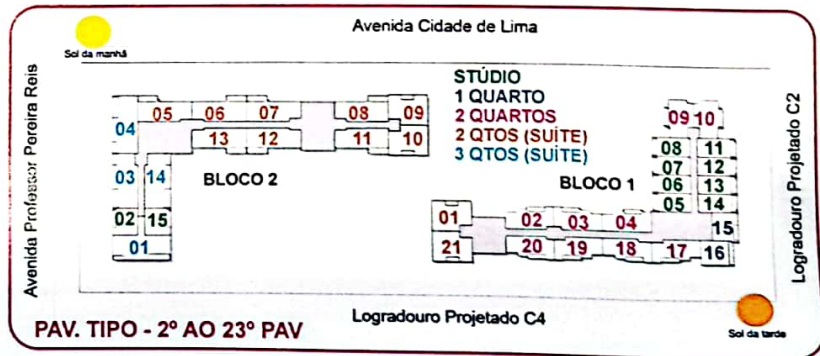 Avenida Cidade de Lima
Sol da manhã
Avenida Professor Pereira Reis
STÚDIO
1 QUARTO
2 QUARTOS
2 QTOS (SUÍTE)
3 QTOS (SUÍTE)
04 05 06 07 08 09
13 12 11 10
03 14
BLOCO 2
02 15
01
09 10
08 11
07 12
BLOCO 1
06 13
05 14
01 02 03 04
15
21 20 19 18 17 16
Logradouro Projetado C2
Logradouro Projetado C4
Sol da tarde
PAV. TIPO - 2º AO 23º PAV